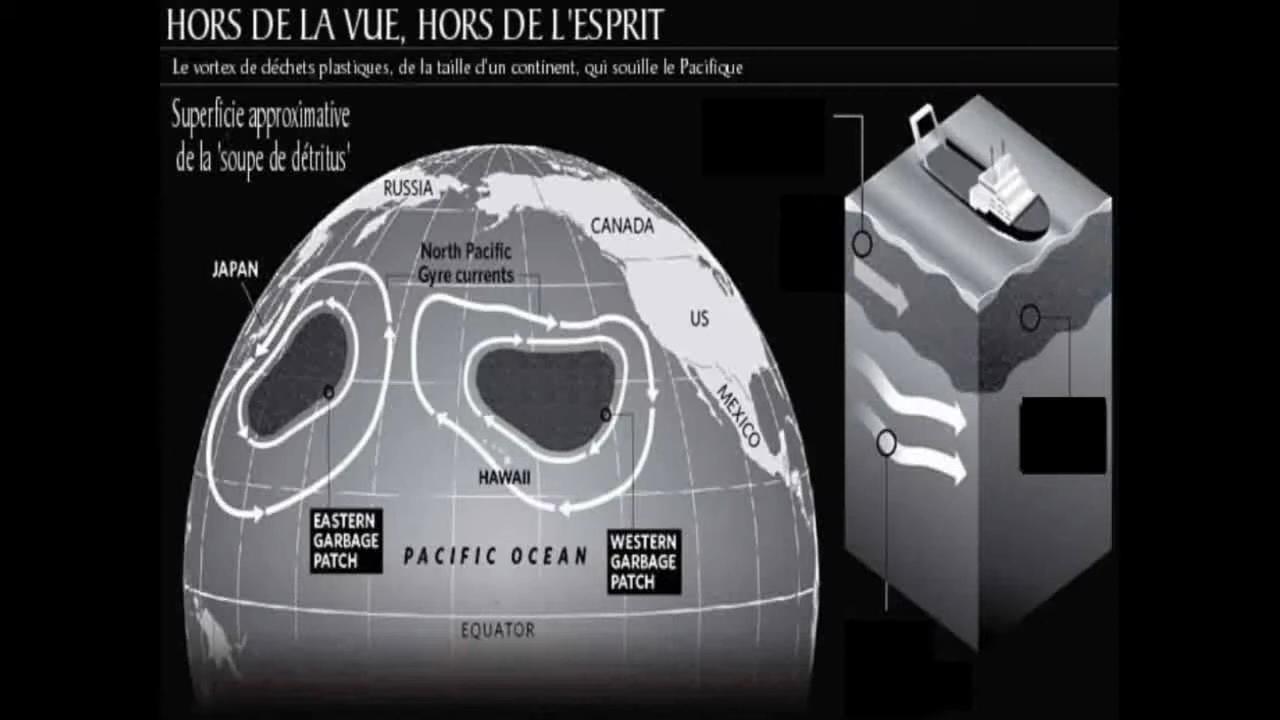 HORS DE LA VUE, HORS DE L'ESPRIT
Le vortex de déchets plastiques, de la taille d'un continent, qui souille le Pacifique
Superficie approximative
de la 'soupe de détritus'
RUSSIA
CANADA
North Pacific
Gyre currents
JAPAN
US
MEXICO
HAWAII
EASTERN
GARBAGE
PATCH
PACIFIC OCEAN
WESTERN
GARBAGE
PATCH
EQUATOR